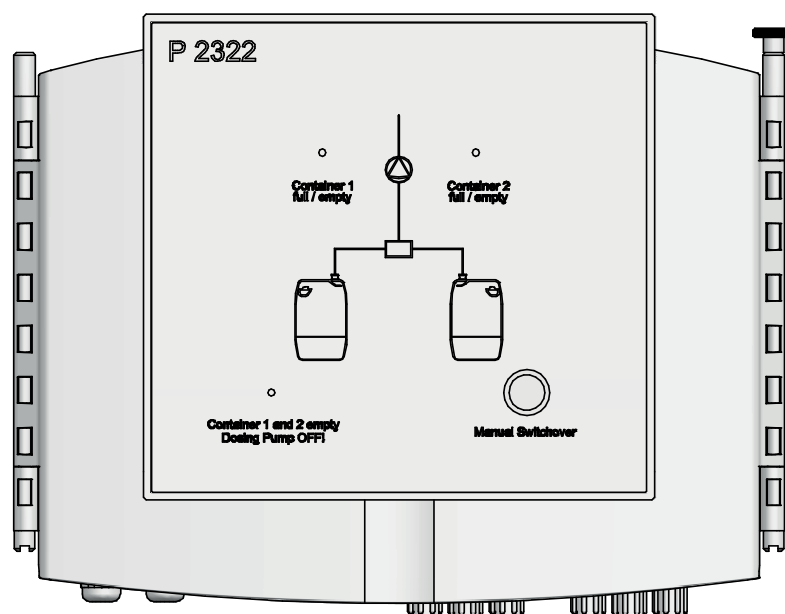 P 2322
Container 1
full / empty
Container 2
full / empty
Container 1 and 2 empty
Dosing Pump OFF!
Manual Switchover